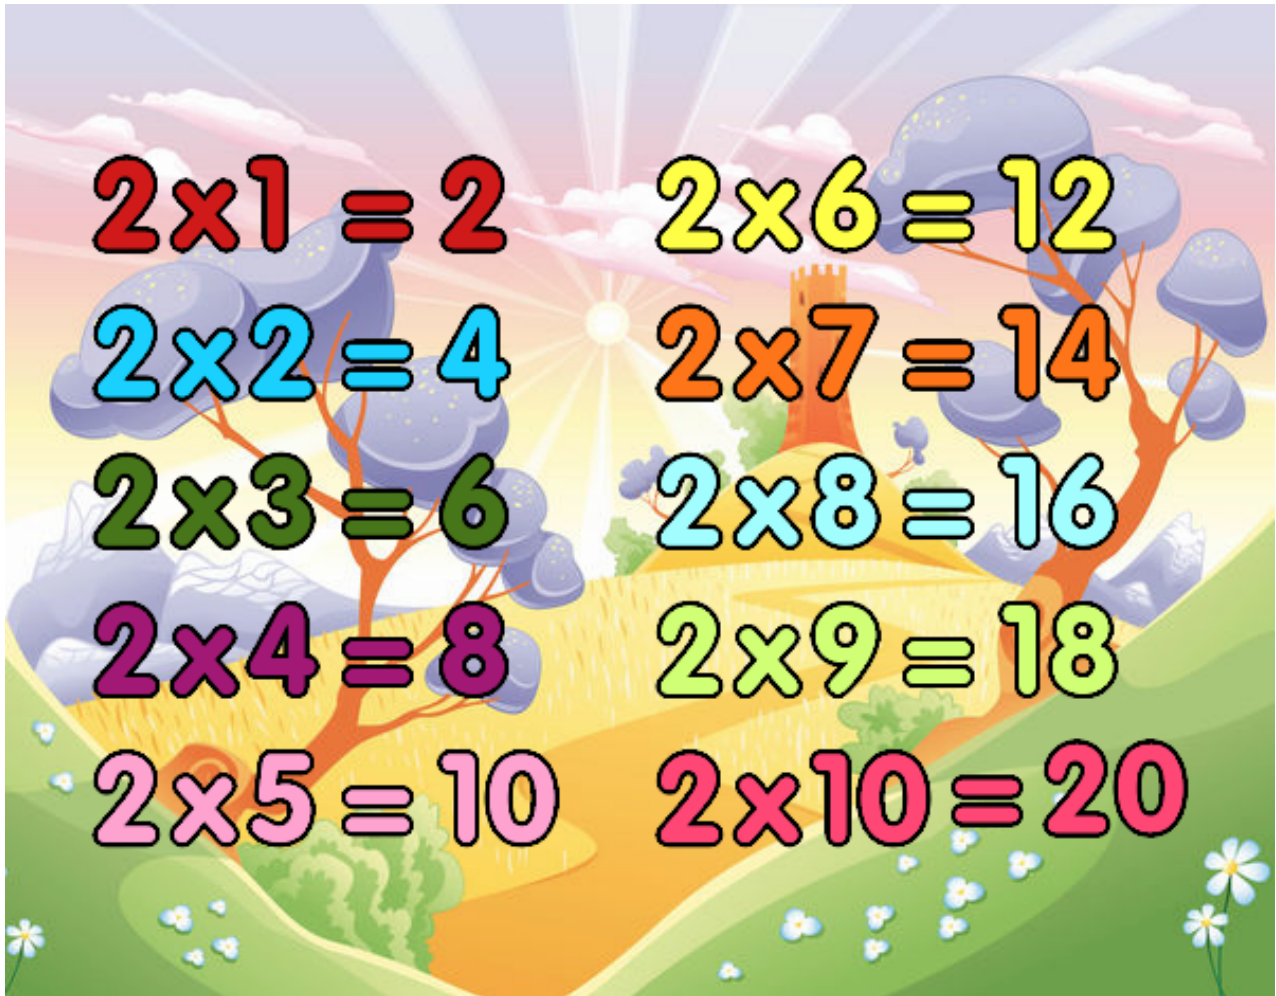 2x1 = 2
2x2 = 4
2x3 = 6
2x4 = 8
2x5 = 10
2x6 = 12
2x7 = 14
2x8 = 16
2x9 = 18
2x10 = 20